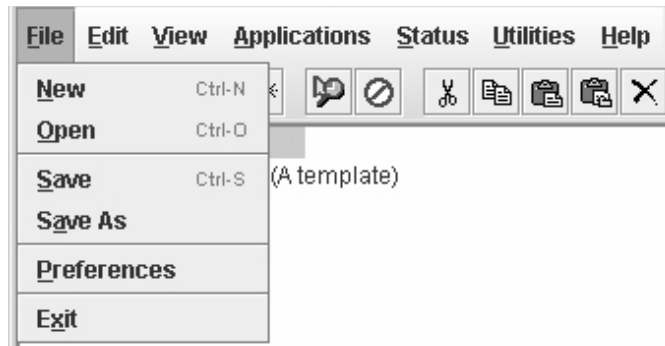 File Edit View Applications Status Utilities Help
New Ctrl-N
Open Ctrl-O
Save Ctrl-S
(A template)
Save As
Preferences
Exit